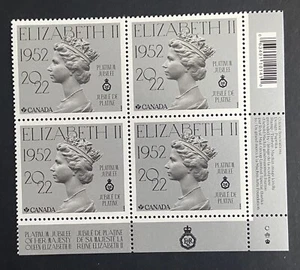 ELIZABETH II
1952
2022
PLATINUM
JUBILEE
JUBILÉ
DE PLATINE
P CANADA
ELIZABETH II
1952
2022
PLATINUM
JUBILEE
JUBILÉ
DE PLATINE
P CANADA
ELIZABETH II
1952
2022
PLATINUM
JUBILEE
JUBILÉ
DE PLATINE
P CANADA
ELIZABETH II
1952
2022
PLATINUM
JUBILEE
JUBILÉ
DE PLATINE
P CANADA
PLATINUM
JUBILEE
OF HER MAJESTY
QUEEN ELIZABETH II
JUBILÉ DE PLATINE
DE SA MAJESTÉ
LA REINE
ELIZABETH II